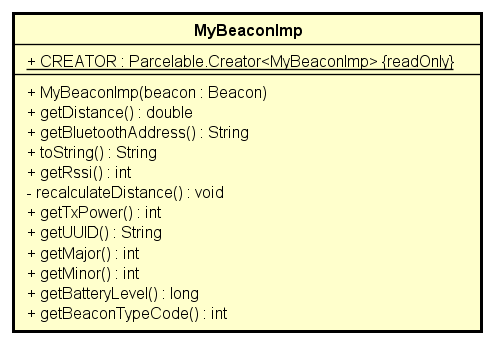 MyBeaconImp
+ CREATOR : Parcelable.Creator<MyBeaconImp> {readOnly}
+ MyBeaconImp(beacon : Beacon)
+ getDistance() : double
+ getBluetoothAddress() : String
+ toString() : String
+ getRssi() : int
- recalculateDistance() : void
+ getTxPower() : int
+ getUUID() : String
+ getMajor() : int
+ getMinor() : int
+ getBatteryLevel() : long
+ getBeaconTypeCode() : int